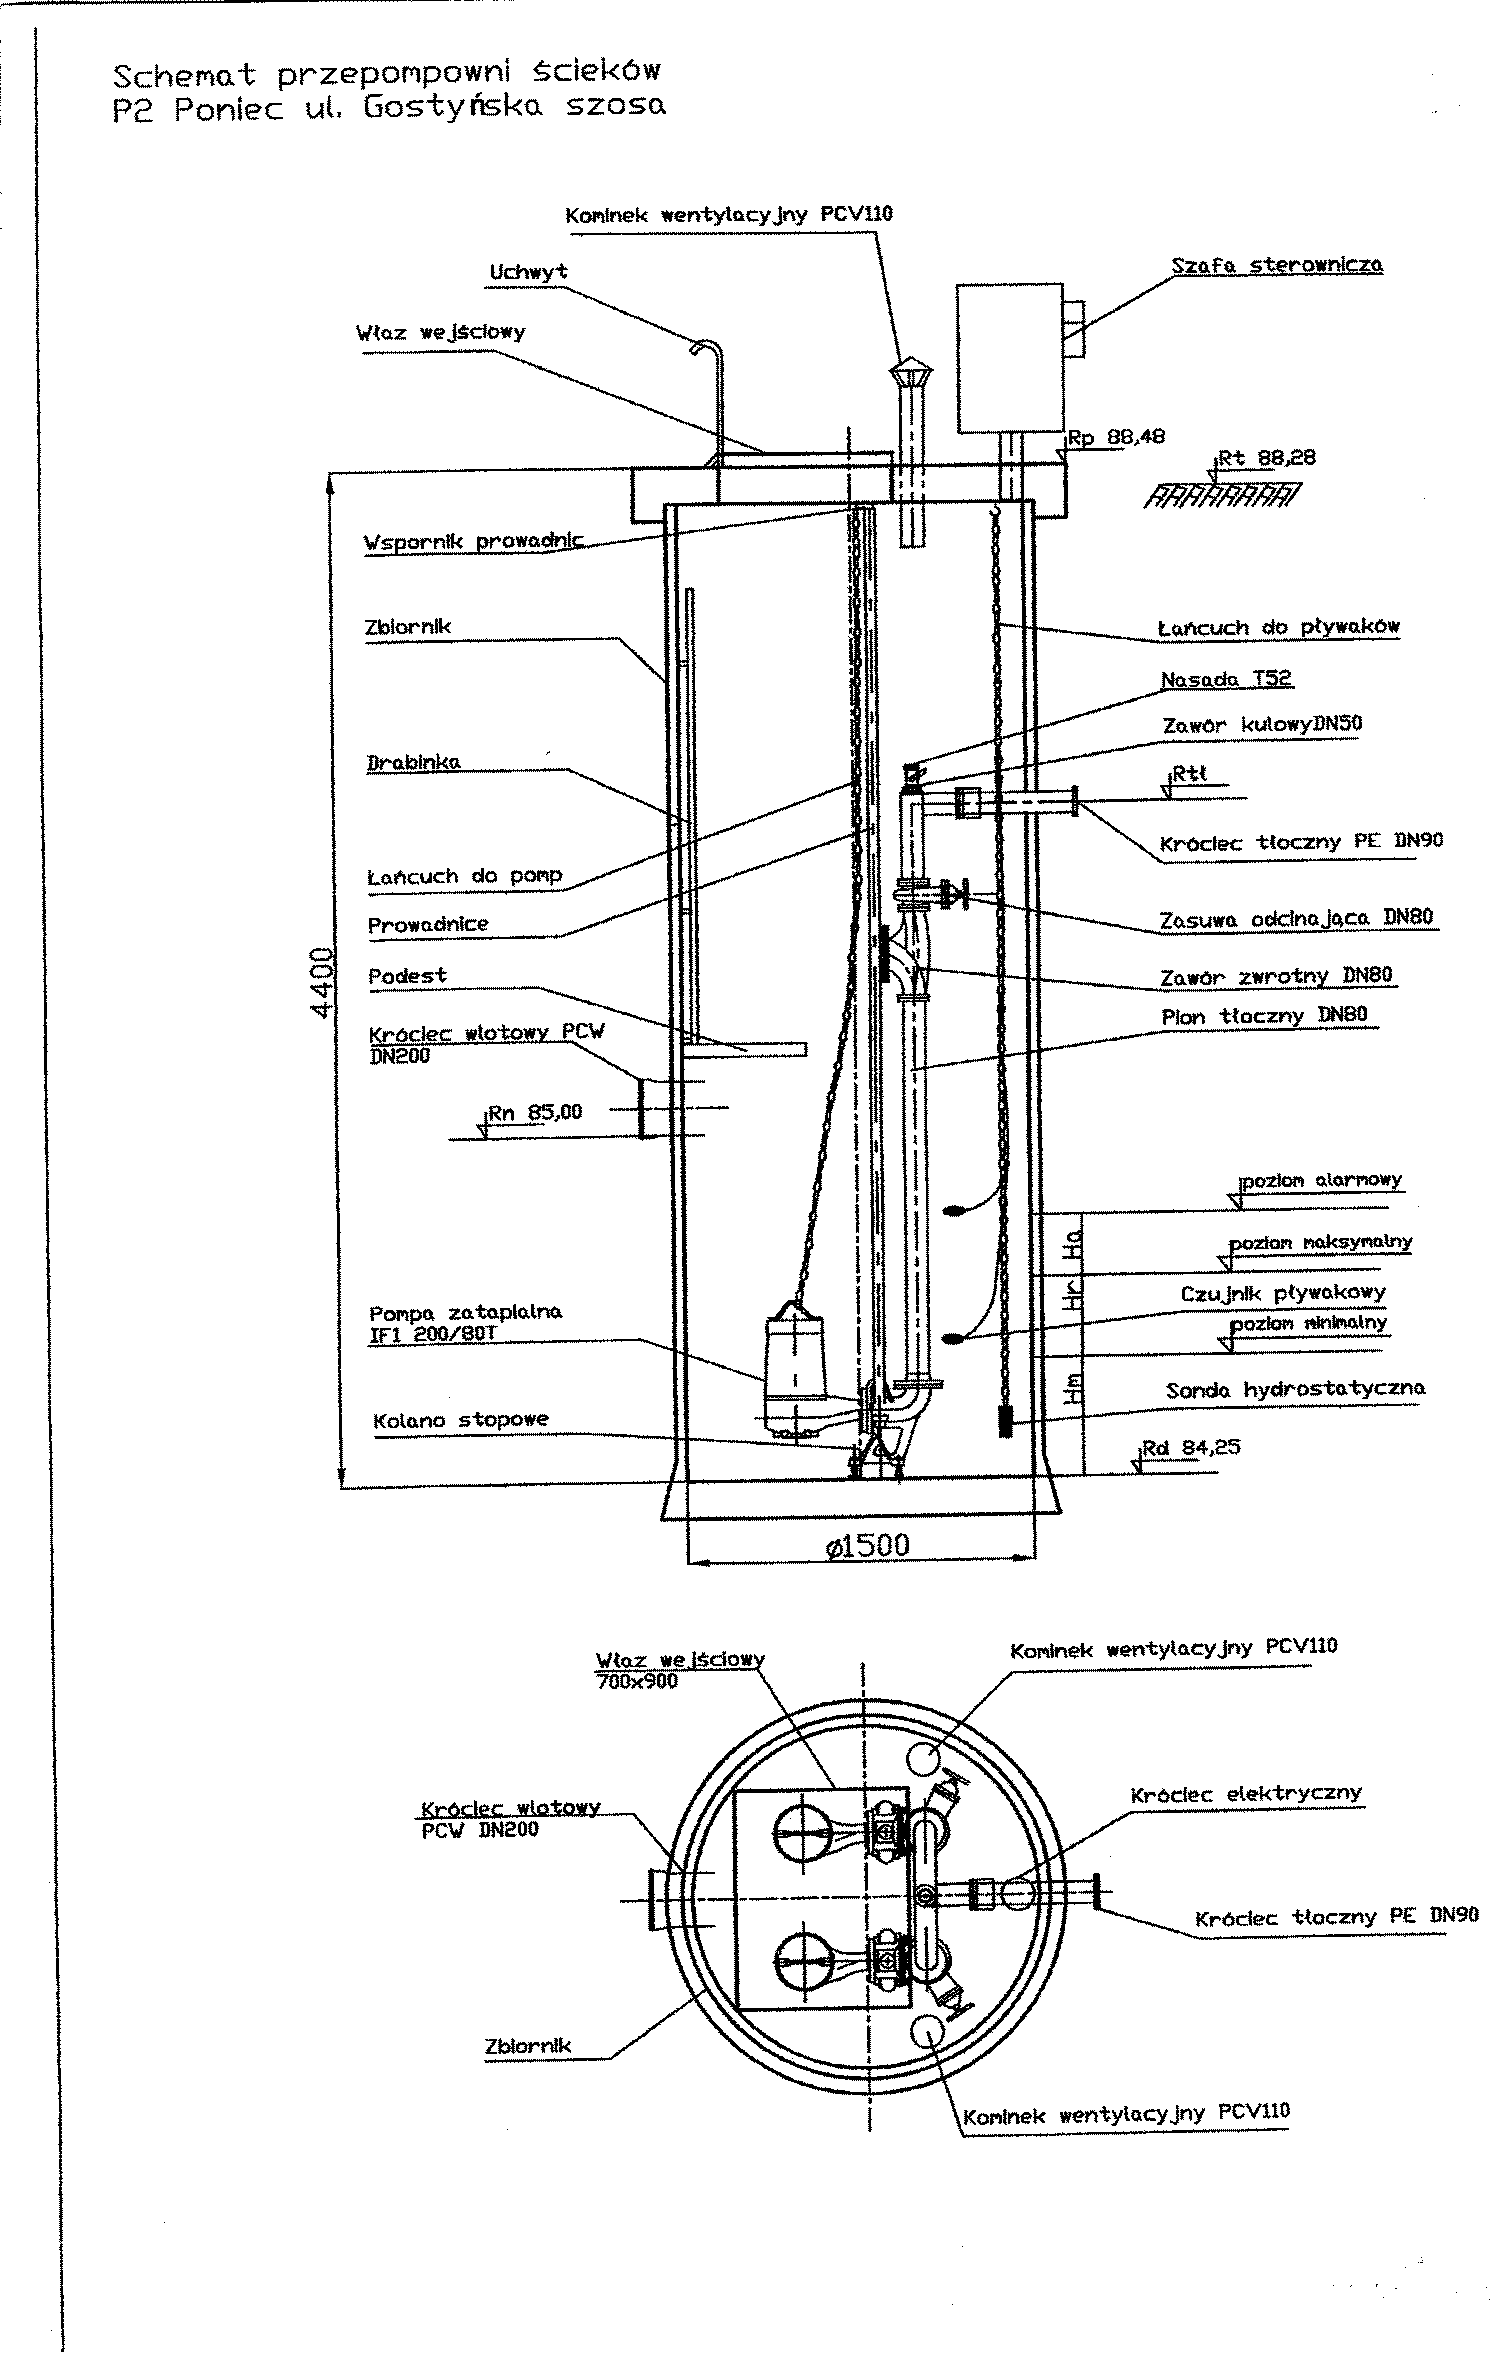 Schemat przepompowni ścieków
P2 Poniec ul. Gostyńska szosa
Kominek wentylacyjny PCV110
Uchwyt
Szafa sterownicza
Właz wejściowy
Rp 88,48
Rt 88,28
Wspornik prowadnic
Zbiornik
Łańcuch do pływaków
Nasada T52
Zawór kulowyDN50
Drabinka
Rtł
Króciec tłoczny PE DN90
Łańcuch do pomp
Prowadnice
Zasuwa odcinająca DN80
Podest
Zawór zwrotny DN80
4400
Pion tłoczny DN80
Króciec wlotowy PCW
DN200
Rn 85,00
poziom alarmowy
Ha
poziom maksymalny
Hr
Czujnik pływakowy
Pompa zatapialna
IF1 200/80T
poziom minimalny
Hm
Sonda hydrostatyczna
Kolano stopowe
Rd 84,25
ø1500
Właz wejściowy
700x900
Kominek wentylacyjny PCV110
Króciec elektryczny
Króciec wlotowy
PCW DN200
Króciec tłoczny PE DN90
Zbiornik
Kominek wentylacyjny PCV110